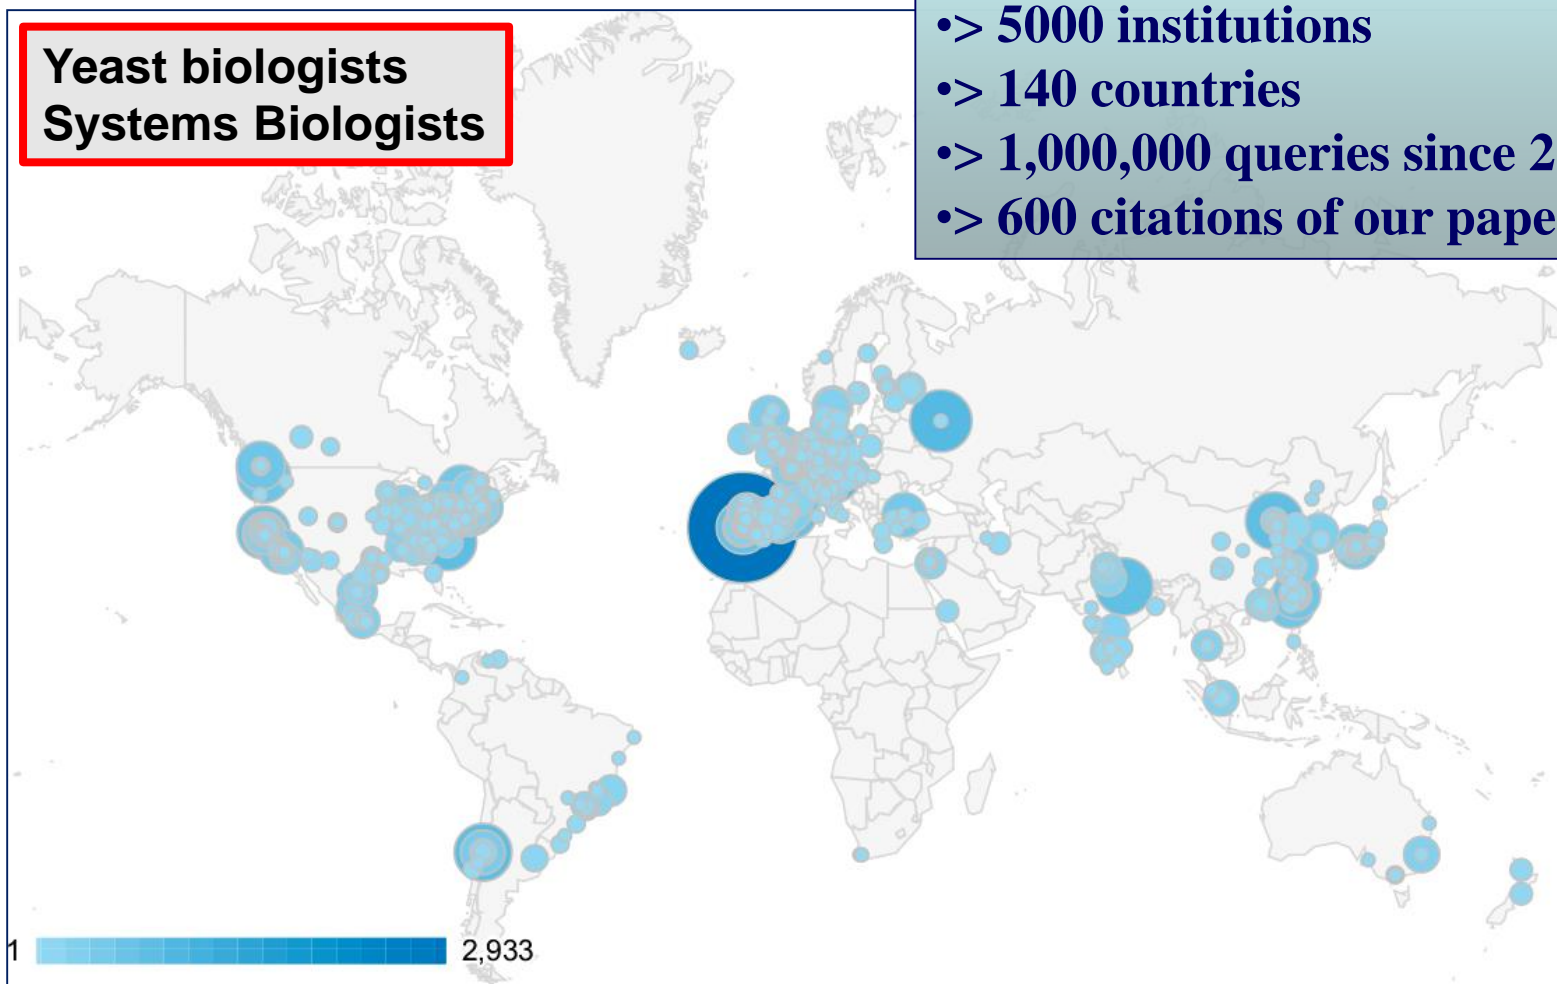 Yeast biologists
Systems Biologists
•> 5000 institutions
•> 140 countries
•> 1,000,000 queries since 2
•> 600 citations of our pape
1
2,933